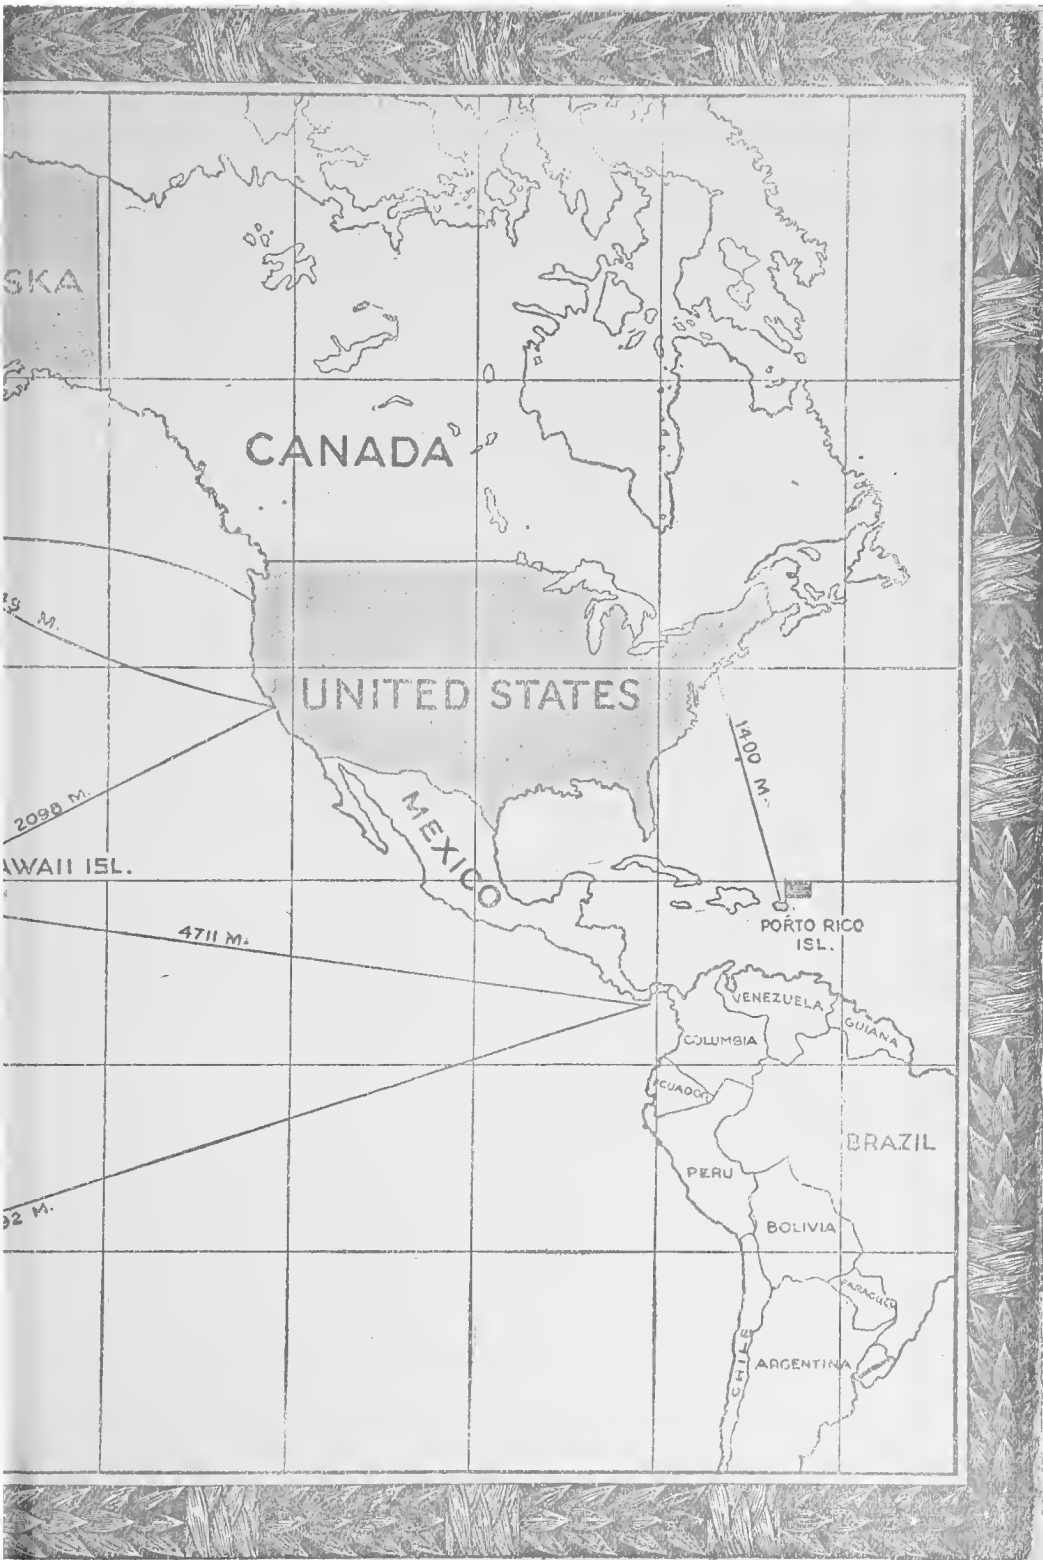 SKA
CANADA
M.
UNITED STATES
1400 M.
2098 M.
MEXICO
AWAII ISL.
PORTO RICO
ISL.
4711 M.
VENEZUELA
GUIANA
COLUMBIA
CUADOR
BRAZIL
PERU
92 M.
BOLIVIA
PARAGUAY
CHILE
ARGENTINA